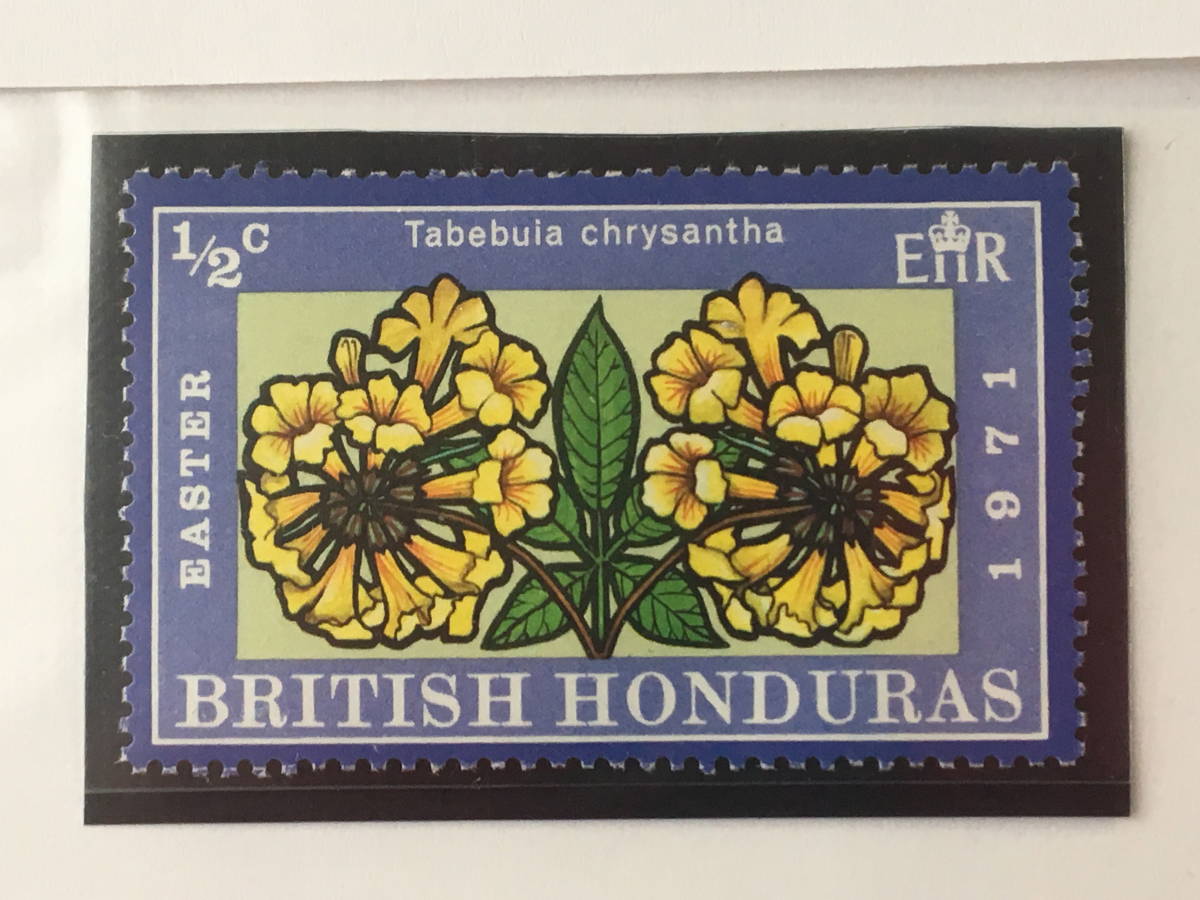 ½c
Tabebuia chrysantha
EIIR
EASTER
1971
BRITISH HONDURAS